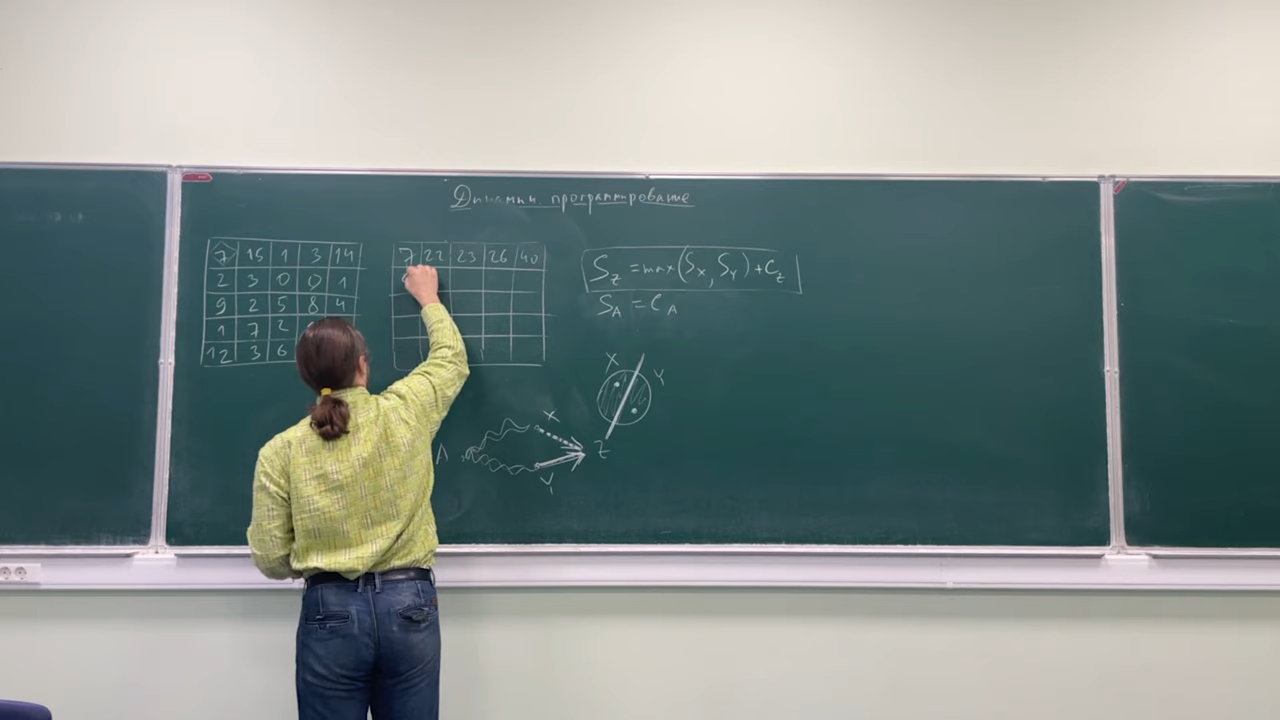 Динамич. программирование
7 15 1 3 14
2 3 0 0 1
9 2 5 8 4
1 7 2
12 3 6
7 22 23 26 40
S_Z = max(S_X, S_Y) + C_Z
S_A = C_A
X
Y
Z
A
X
Y